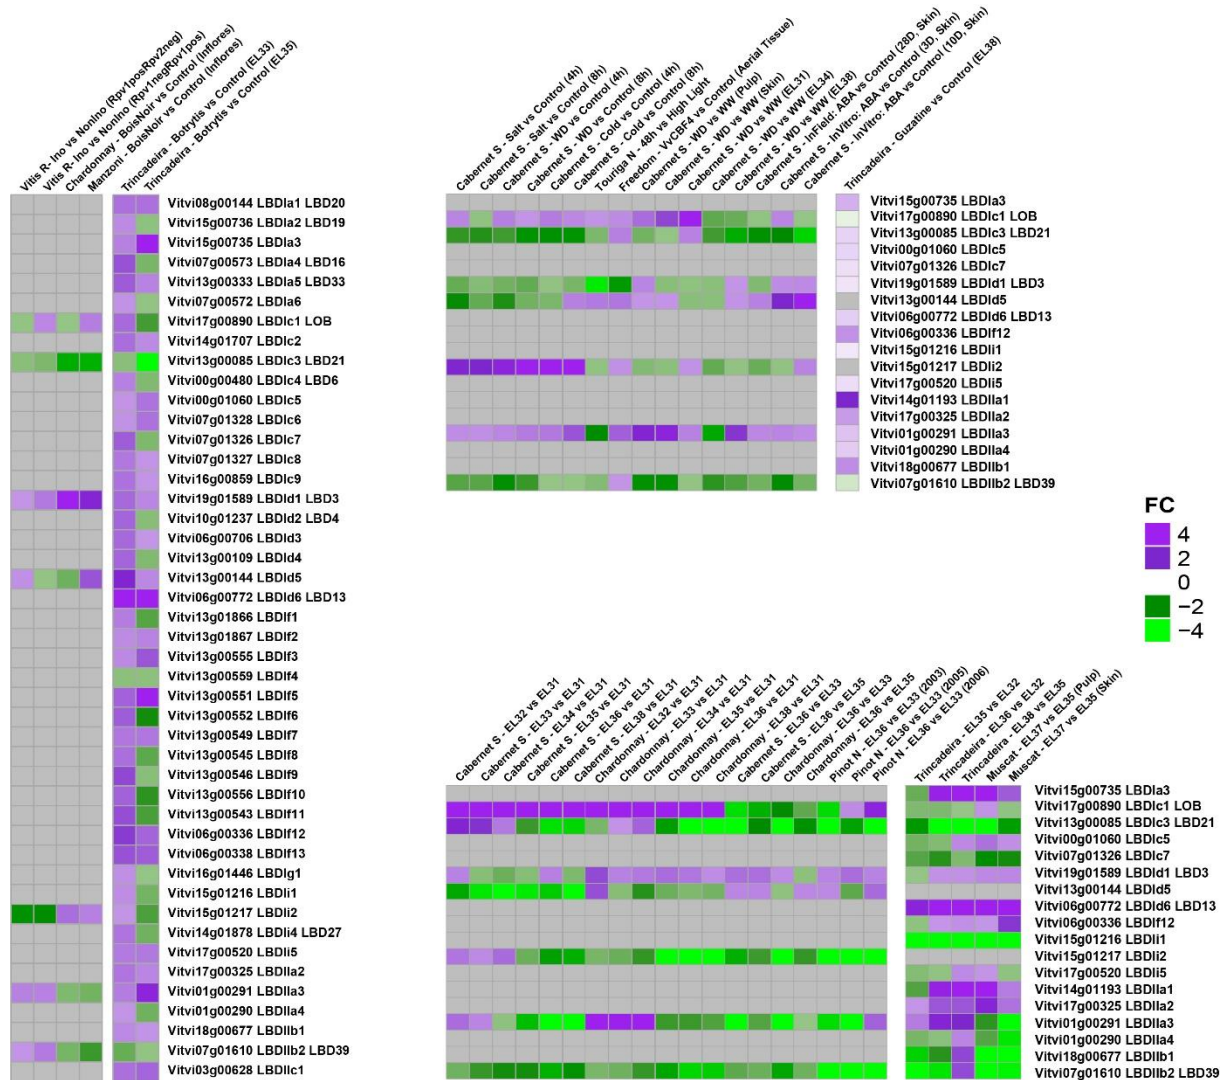 Vitis R- Ino vs NonIno (Rpv1posRpv2neg)
Vitis R- Ino vs NonIno (Rpv1negRpv1pos)
Chardonnay - BoisNoir vs Control (Inflores)
Manzoni - BoisNoir vs Control (Inflores)
Trincadeira - Botrytis vs Control (EL33)
Trincadeira - Botrytis vs Control (EL35)
Vitvi08g00144 LBDIa1 LBD20
Vitvi15g00736 LBDIa2 LBD19
Vitvi15g00735 LBDIa3
Vitvi07g00573 LBDIa4 LBD16
Vitvi13g00333 LBDIa5 LBD33
Vitvi07g00572 LBDIa6
Vitvi17g00890 LBDIc1 LOB
Vitvi14g01707 LBDIc2
Vitvi13g00085 LBDIc3 LBD21
Vitvi00g00480 LBDIc4 LBD6
Vitvi00g01060 LBDIc5
Vitvi07g01328 LBDIc6
Vitvi07g01326 LBDIc7
Vitvi07g01327 LBDIc8
Vitvi16g00859 LBDIc9
Vitvi19g01589 LBDId1 LBD3
Vitvi10g01237 LBDId2 LBD4
Vitvi06g00706 LBDId3
Vitvi13g00109 LBDId4
Vitvi13g00144 LBDId5
Vitvi06g00772 LBDId6 LBD13
Vitvi13g01866 LBDIf1
Vitvi13g01867 LBDIf2
Vitvi13g00555 LBDIf3
Vitvi13g00559 LBDIf4
Vitvi13g00551 LBDIf5
Vitvi13g00552 LBDIf6
Vitvi13g00549 LBDIf7
Vitvi13g00545 LBDIf8
Vitvi13g00546 LBDIf9
Vitvi13g00556 LBDIf10
Vitvi13g00543 LBDIf11
Vitvi06g00336 LBDIf12
Vitvi06g00338 LBDIf13
Vitvi16g01446 LBDIg1
Vitvi15g01216 LBDIi1
Vitvi15g01217 LBDIi2
Vitvi14g01878 LBDIi4 LBD27
Vitvi17g00520 LBDIi5
Vitvi17g00325 LBDIIa2
Vitvi01g00291 LBDIIa3
Vitvi01g00290 LBDIIa4
Vitvi18g00677 LBDIIb1
Vitvi07g01610 LBDIIb2 LBD39
Vitvi03g00628 LBDIIc1
Cabernet S - Salt vs Control (4h)
Cabernet S - Salt vs Control (8h)
Cabernet S - WD vs Control (4h)
Cabernet S - WD vs Control (8h)
Cabernet S - Cold vs Control (4h)
Cabernet S - Cold vs Control (8h)
Touriga N - 48h vs High Light
Freedom - VvCBF4 vs Control (Aerial Tissue)
Cabernet S - WD vs WW (Pulp)
Cabernet S - WD vs WW (Skin)
Cabernet S - WD vs WW (EL31)
Cabernet S - WD vs WW (EL34)
Cabernet S - WD vs WW (EL38)
Cabernet S - InField: ABA vs Control (28D, Skin)
Cabernet S - InVitro: ABA vs Control (3D, Skin)
Cabernet S - InVitro: ABA vs Control (10D, Skin)
Trincadeira - Guzatine vs Control (EL38)
Vitvi15g00735 LBDIa3
Vitvi17g00890 LBDIc1 LOB
Vitvi13g00085 LBDIc3 LBD21
Vitvi00g01060 LBDIc5
Vitvi07g01326 LBDIc7
Vitvi19g01589 LBDId1 LBD3
Vitvi13g00144 LBDId5
Vitvi06g00772 LBDId6 LBD13
Vitvi06g00336 LBDIf12
Vitvi15g01216 LBDIi1
Vitvi15g01217 LBDIi2
Vitvi17g00520 LBDIi5
Vitvi14g01193 LBDIIa1
Vitvi17g00325 LBDIIa2
Vitvi01g00291 LBDIIa3
Vitvi01g00290 LBDIIa4
Vitvi18g00677 LBDIIb1
Vitvi07g01610 LBDIIb2 LBD39
FC
4
2
0
−2
−4
Cabernet S - EL32 vs EL31
Cabernet S - EL33 vs EL31
Cabernet S - EL34 vs EL31
Cabernet S - EL35 vs EL31
Cabernet S - EL36 vs EL31
Cabernet S - EL38 vs EL31
Chardonnay - EL32 vs EL31
Chardonnay - EL33 vs EL31
Chardonnay - EL34 vs EL31
Chardonnay - EL35 vs EL31
Chardonnay - EL36 vs EL31
Chardonnay - EL38 vs EL31
Cabernet S - EL36 vs EL33
Cabernet S - EL36 vs EL35
Chardonnay - EL36 vs EL33
Chardonnay - EL36 vs EL35
Pinot N - EL36 vs EL33 (2003)
Pinot N - EL36 vs EL33 (2005)
Pinot N - EL36 vs EL33 (2006)
Trincadeira - EL35 vs EL32
Trincadeira - EL36 vs EL32
Trincadeira - EL38 vs EL35
Muscat - EL37 vs EL35 (Pulp)
Muscat - EL37 vs EL35 (Skin)
Vitvi15g00735 LBDIa3
Vitvi17g00890 LBDIc1 LOB
Vitvi13g00085 LBDIc3 LBD21
Vitvi00g01060 LBDIc5
Vitvi07g01326 LBDIc7
Vitvi19g01589 LBDId1 LBD3
Vitvi13g00144 LBDId5
Vitvi06g00772 LBDId6 LBD13
Vitvi06g00336 LBDIf12
Vitvi15g01216 LBDIi1
Vitvi15g01217 LBDIi2
Vitvi17g00520 LBDIi5
Vitvi14g01193 LBDIIa1
Vitvi17g00325 LBDIIa2
Vitvi01g00291 LBDIIa3
Vitvi01g00290 LBDIIa4
Vitvi18g00677 LBDIIb1
Vitvi07g01610 LBDIIb2 LBD39